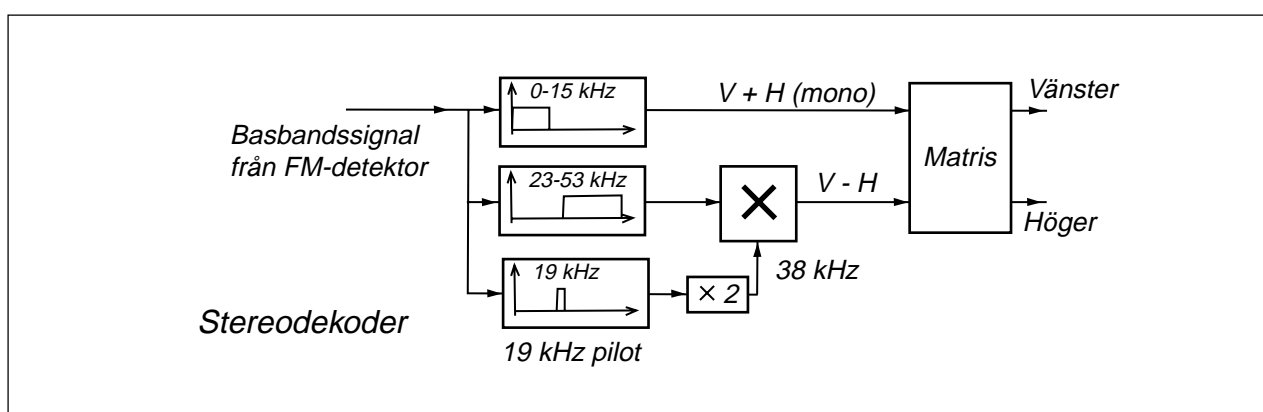 0-15 kHz
V + H (mono)
Vänster
Basbandssignal
från FM-detektor
Matris
23-53 kHz
V - H
Höger
19 kHz
38 kHz
× 2
Stereodekoder
19 kHz pilot